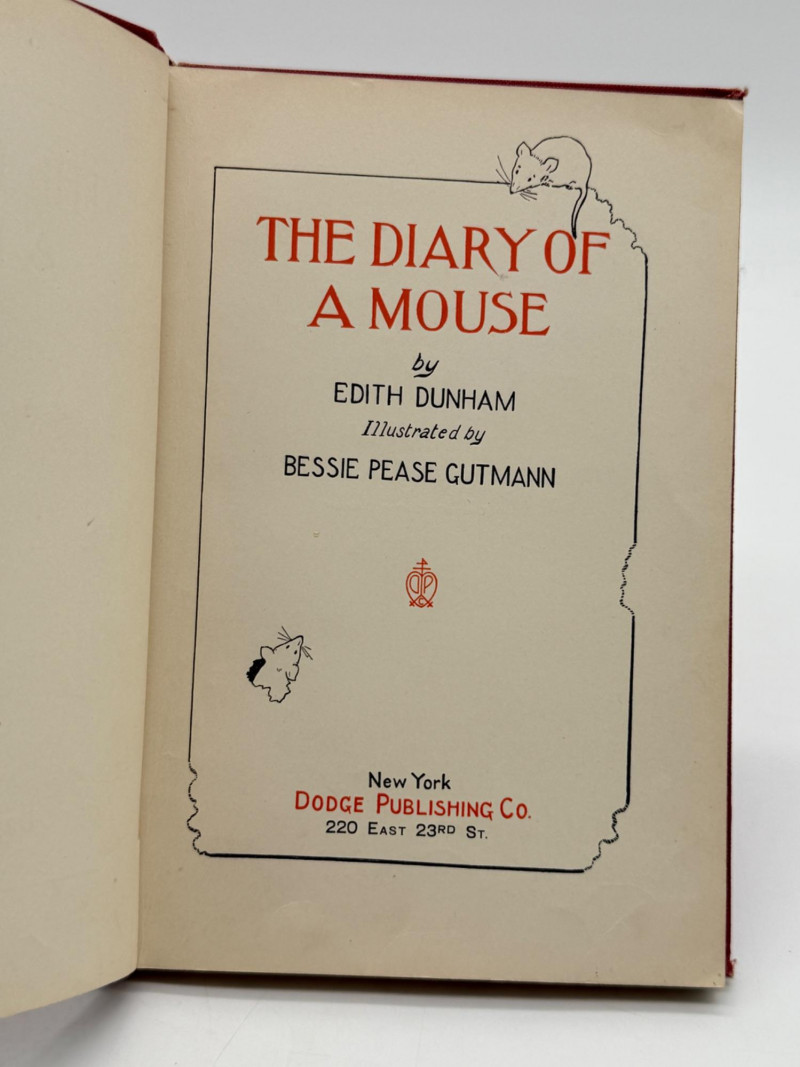 THE DIARY OF
A MOUSE
by
EDITH DUNHAM
Illustrated by
BESSIE PEASE GUTMANN
DPC
New York
DODGE PUBLISHING CO.
220 EAST 23RD ST.